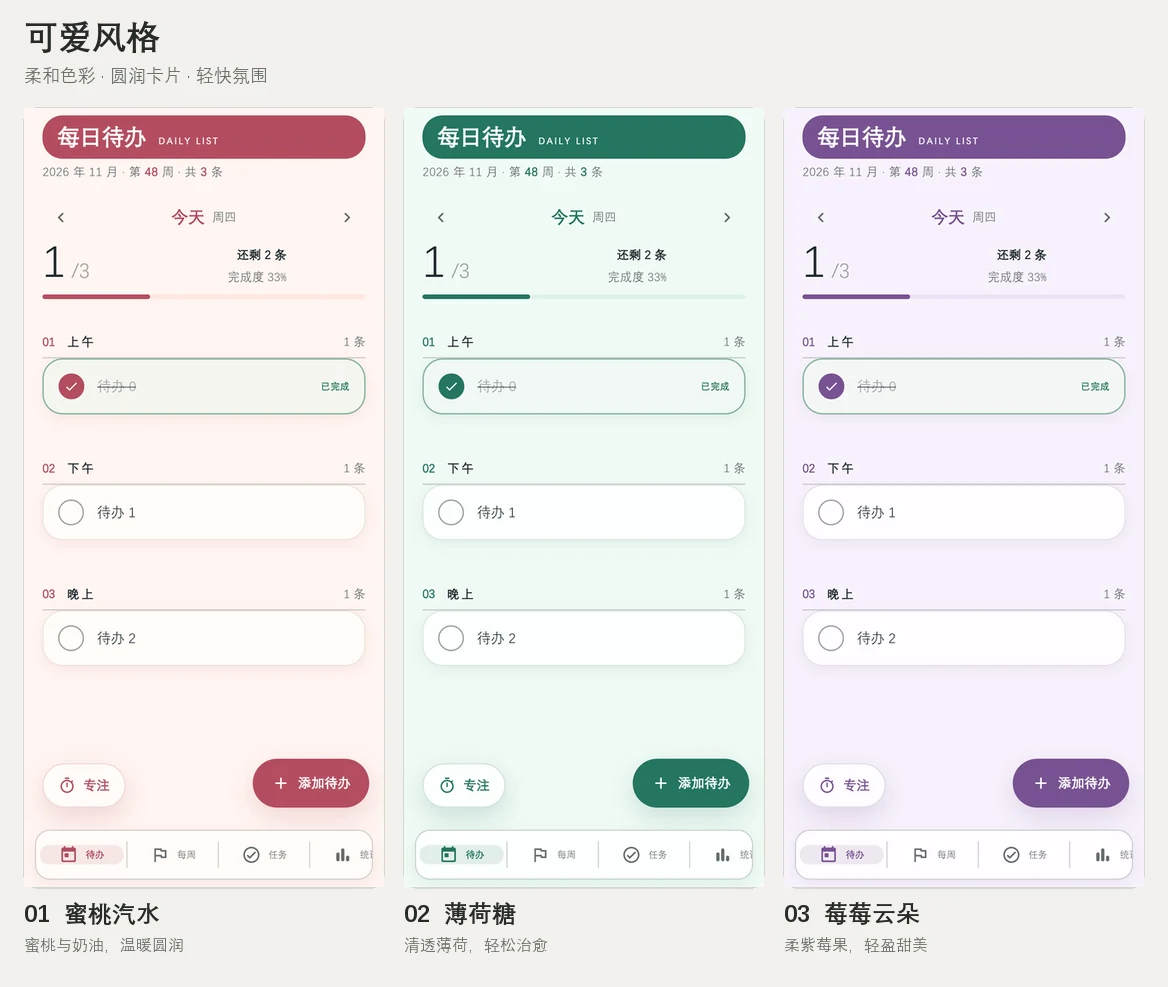 可爱风格
柔和色彩 · 圆润卡片 · 轻快氛围
每日待办 DAILY LIST
2026 年 11 月 · 第 48 周 · 共 3 条
今天 周四
1 /3
还剩 2 条
完成度 33%
01 上午 1 条
待办 0 已完成
02 下午 1 条
待办 1
03 晚上 1 条
待办 2
专注
添加待办
待办 每周 任务 统计
01 蜜桃汽水
蜜桃与奶油，温暖圆润
每日待办 DAILY LIST
2026 年 11 月 · 第 48 周 · 共 3 条
今天 周四
1 /3
还剩 2 条
完成度 33%
01 上午 1 条
待办 0 已完成
02 下午 1 条
待办 1
03 晚上 1 条
待办 2
专注
添加待办
待办 每周 任务 统
02 薄荷糖
清透薄荷，轻松治愈
每日待办 DAILY LIST
2026 年 11 月 · 第 48 周 · 共 3 条
今天 周四
1 /3
还剩 2 条
完成度 33%
01 上午 1 条
待办 0 已完成
02 下午 1 条
待办 1
03 晚上 1 条
待办 2
专注
添加待办
待办 每周 任务 统
03 莓莓云朵
柔紫莓果，轻盈甜美